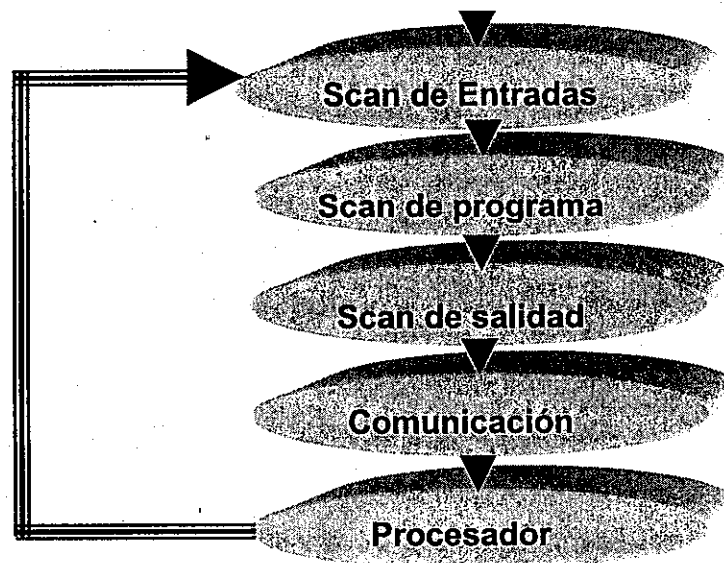 Scan de Entradas
Scan de programa
Scan de salidad
Comunicación
Procesador